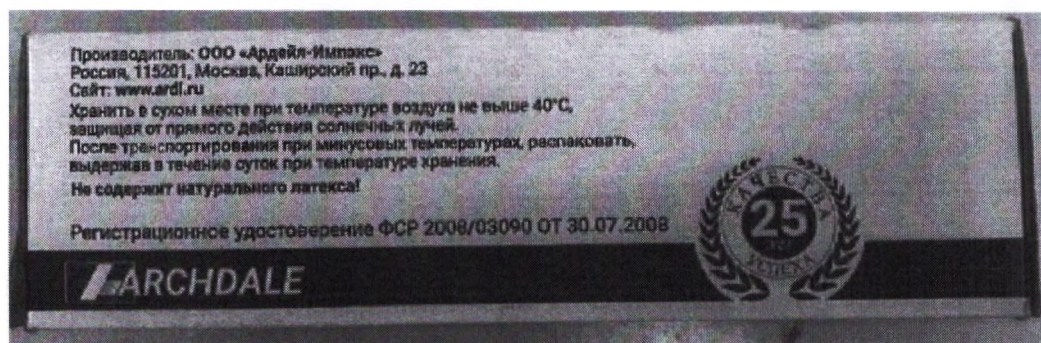 Производитель: ООО «Ардейл-Импэкс»
Россия, 115201, Москва, Каширский пр., д. 23
Сайт: www.ardl.ru
Хранить в сухом месте при температуре воздуха не выше 40°С,
защищая от прямого действия солнечных лучей.
После транспортирования при минусовых температурах, распаковать,
выдержав в течение суток при температуре хранения.
Не содержит натурального латекса!
Регистрационное удостоверение ФСР 2008/03090 ОТ 30.07.2008
ARCHDALE
КАЧЕСТВА
25
УСПЕХА